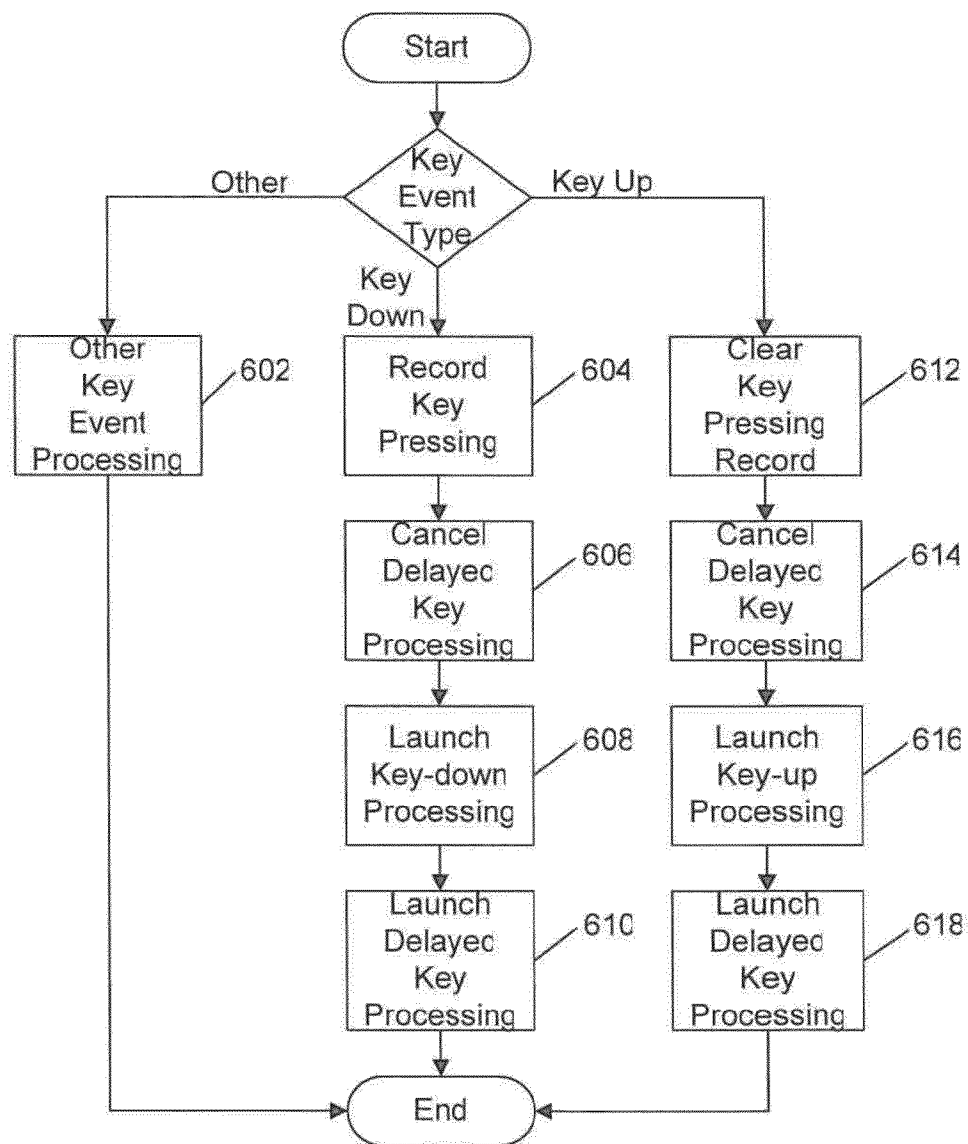 Start
Key
Event
Type
Other
Key Up
Key
Down
Other
Key
Event
Processing
602
Record
Key
Pressing
604
Clear
Key
Pressing
Record
612
Cancel
Delayed
Key
Processing
606
Cancel
Delayed
Key
Processing
614
Launch
Key-down
Processing
608
Launch
Key-up
Processing
616
Launch
Delayed
Key
Processing
610
Launch
Delayed
Key
Processing
618
End